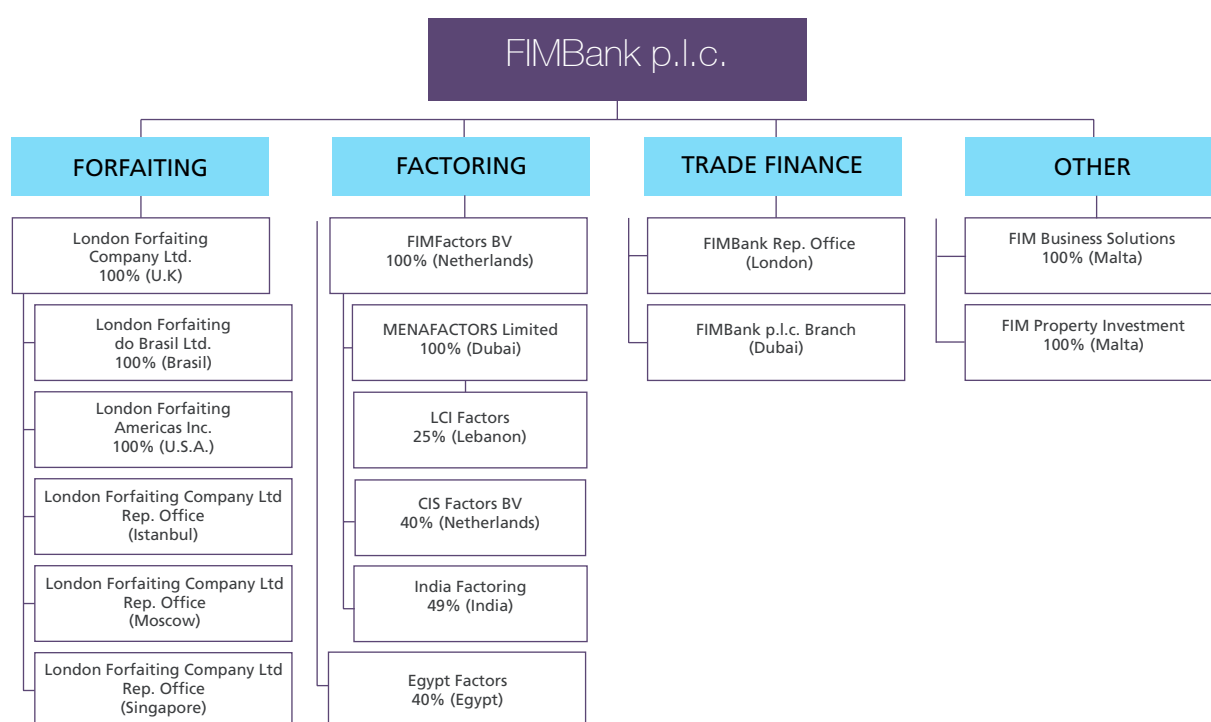 FIMBank p.l.c.
FORFAITING
London Forfaiting
Company Ltd.
100% (U.K)
London Forfaiting
do Brasil Ltd.
100% (Brasil)
London Forfaiting
Americas Inc.
100% (U.S.A.)
London Forfaiting Company Ltd
Rep. Office
(Istanbul)
London Forfaiting Company Ltd
Rep. Office
(Moscow)
London Forfaiting Company Ltd
Rep. Office
(Singapore)
FACTORING
FIMFactors BV
100% (Netherlands)
MENAFACTORS Limited
100% (Dubai)
LCI Factors
25% (Lebanon)
CIS Factors BV
40% (Netherlands)
India Factoring
49% (India)
Egypt Factors
40% (Egypt)
TRADE FINANCE
FIMBank Rep. Office
(London)
FIMBank p.l.c. Branch
(Dubai)
OTHER
FIM Business Solutions
100% (Malta)
FIM Property Investment
100% (Malta)